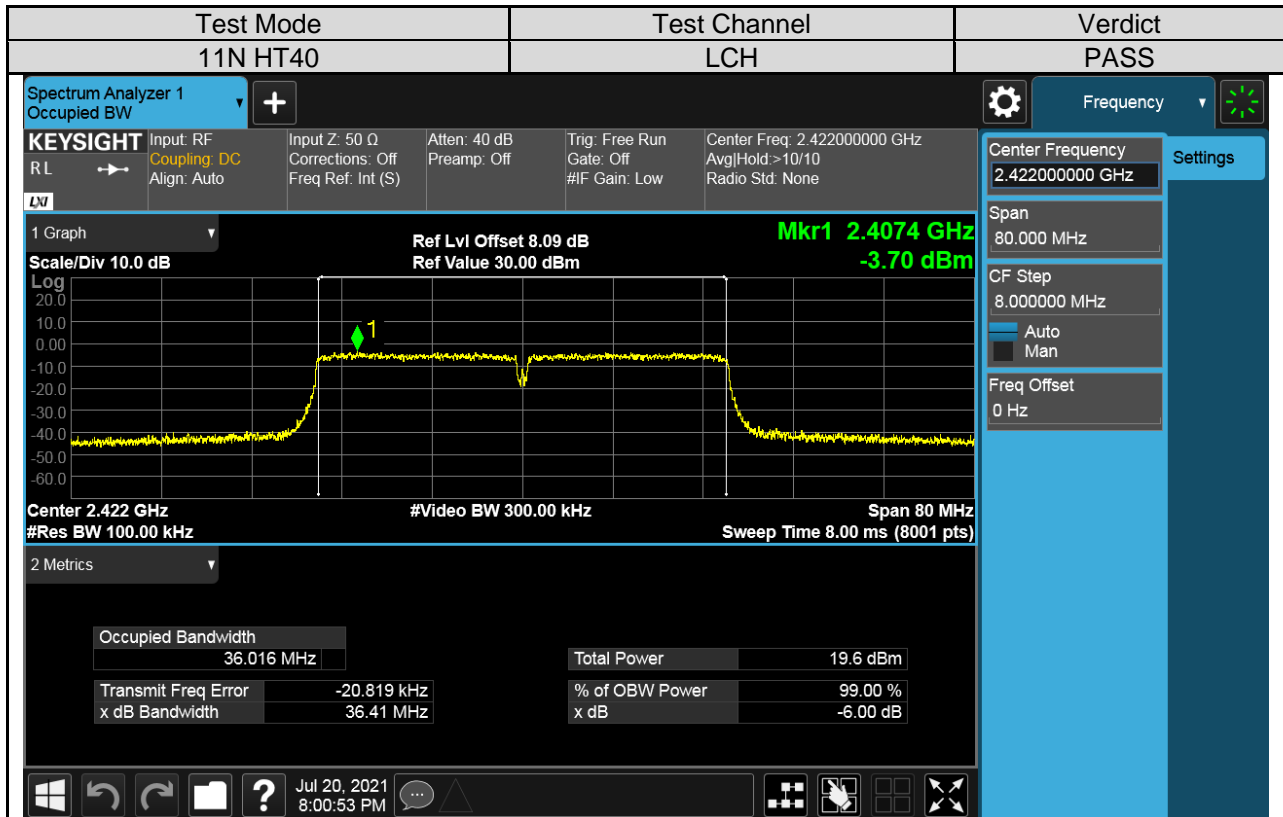 Test Mode Test Channel Verdict
11N HT40 LCH PASS
Spectrum Analyzer 1
Occupied BW
+
Frequency
KEYSIGHT
R L
LXI
Input: RF
Coupling: DC
Align: Auto
Input Z: 50 Ω
Corrections: Off
Freq Ref: Int (S)
Atten: 40 dB
Preamp: Off
Trig: Free Run
Gate: Off
#IF Gain: Low
Center Freq: 2.422000000 GHz
Avg|Hold:>10/10
Radio Std: None
Center Frequency
2.422000000 GHz
Settings
Span
80.000 MHz
CF Step
8.000000 MHz
Auto
Man
Freq Offset
0 Hz
1 Graph
Scale/Div 10.0 dB
Ref Lvl Offset 8.09 dB
Ref Value 30.00 dBm
Mkr1 2.4074 GHz
-3.70 dBm
Log
20.0
10.0
0.00
-10.0
-20.0
-30.0
-40.0
-50.0
-60.0
1
Center 2.422 GHz #Video BW 300.00 kHz Span 80 MHz
#Res BW 100.00 kHz Sweep Time 8.00 ms (8001 pts)
2 Metrics
Occupied Bandwidth
36.016 MHz
Total Power 19.6 dBm
Transmit Freq Error -20.819 kHz
% of OBW Power 99.00 %
x dB Bandwidth 36.41 MHz
x dB -6.00 dB
?
Jul 20, 2021
8:00:53 PM